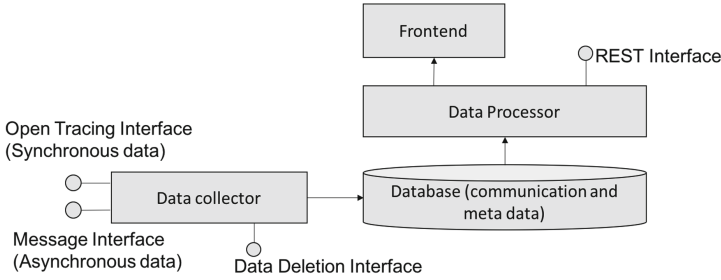 Frontend
REST Interface
Data Processor
Open Tracing Interface
(Synchronous data)
Data collector
Database (communication and
meta data)
Message Interface
(Asynchronous data)
Data Deletion Interface